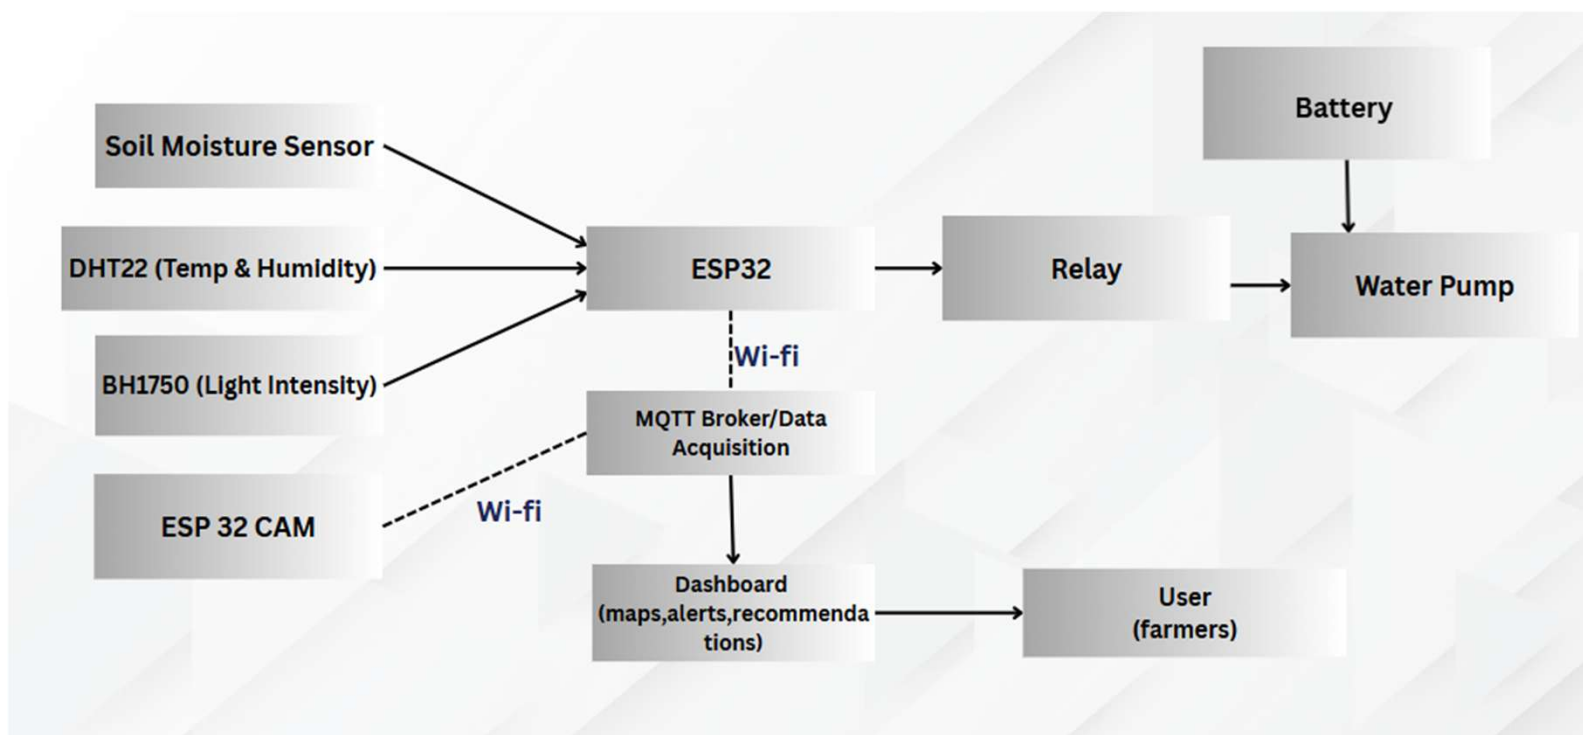 Battery
Soil Moisture Sensor
DHT22 (Temp & Humidity)
ESP32
Relay
Water Pump
Wi-fi
BH1750 (Light Intensity)
MQTT Broker/Data
Acquisition
Wi-fi
ESP 32 CAM
Dashboard
(maps,alerts,recommenda
tions)
User
(farmers)